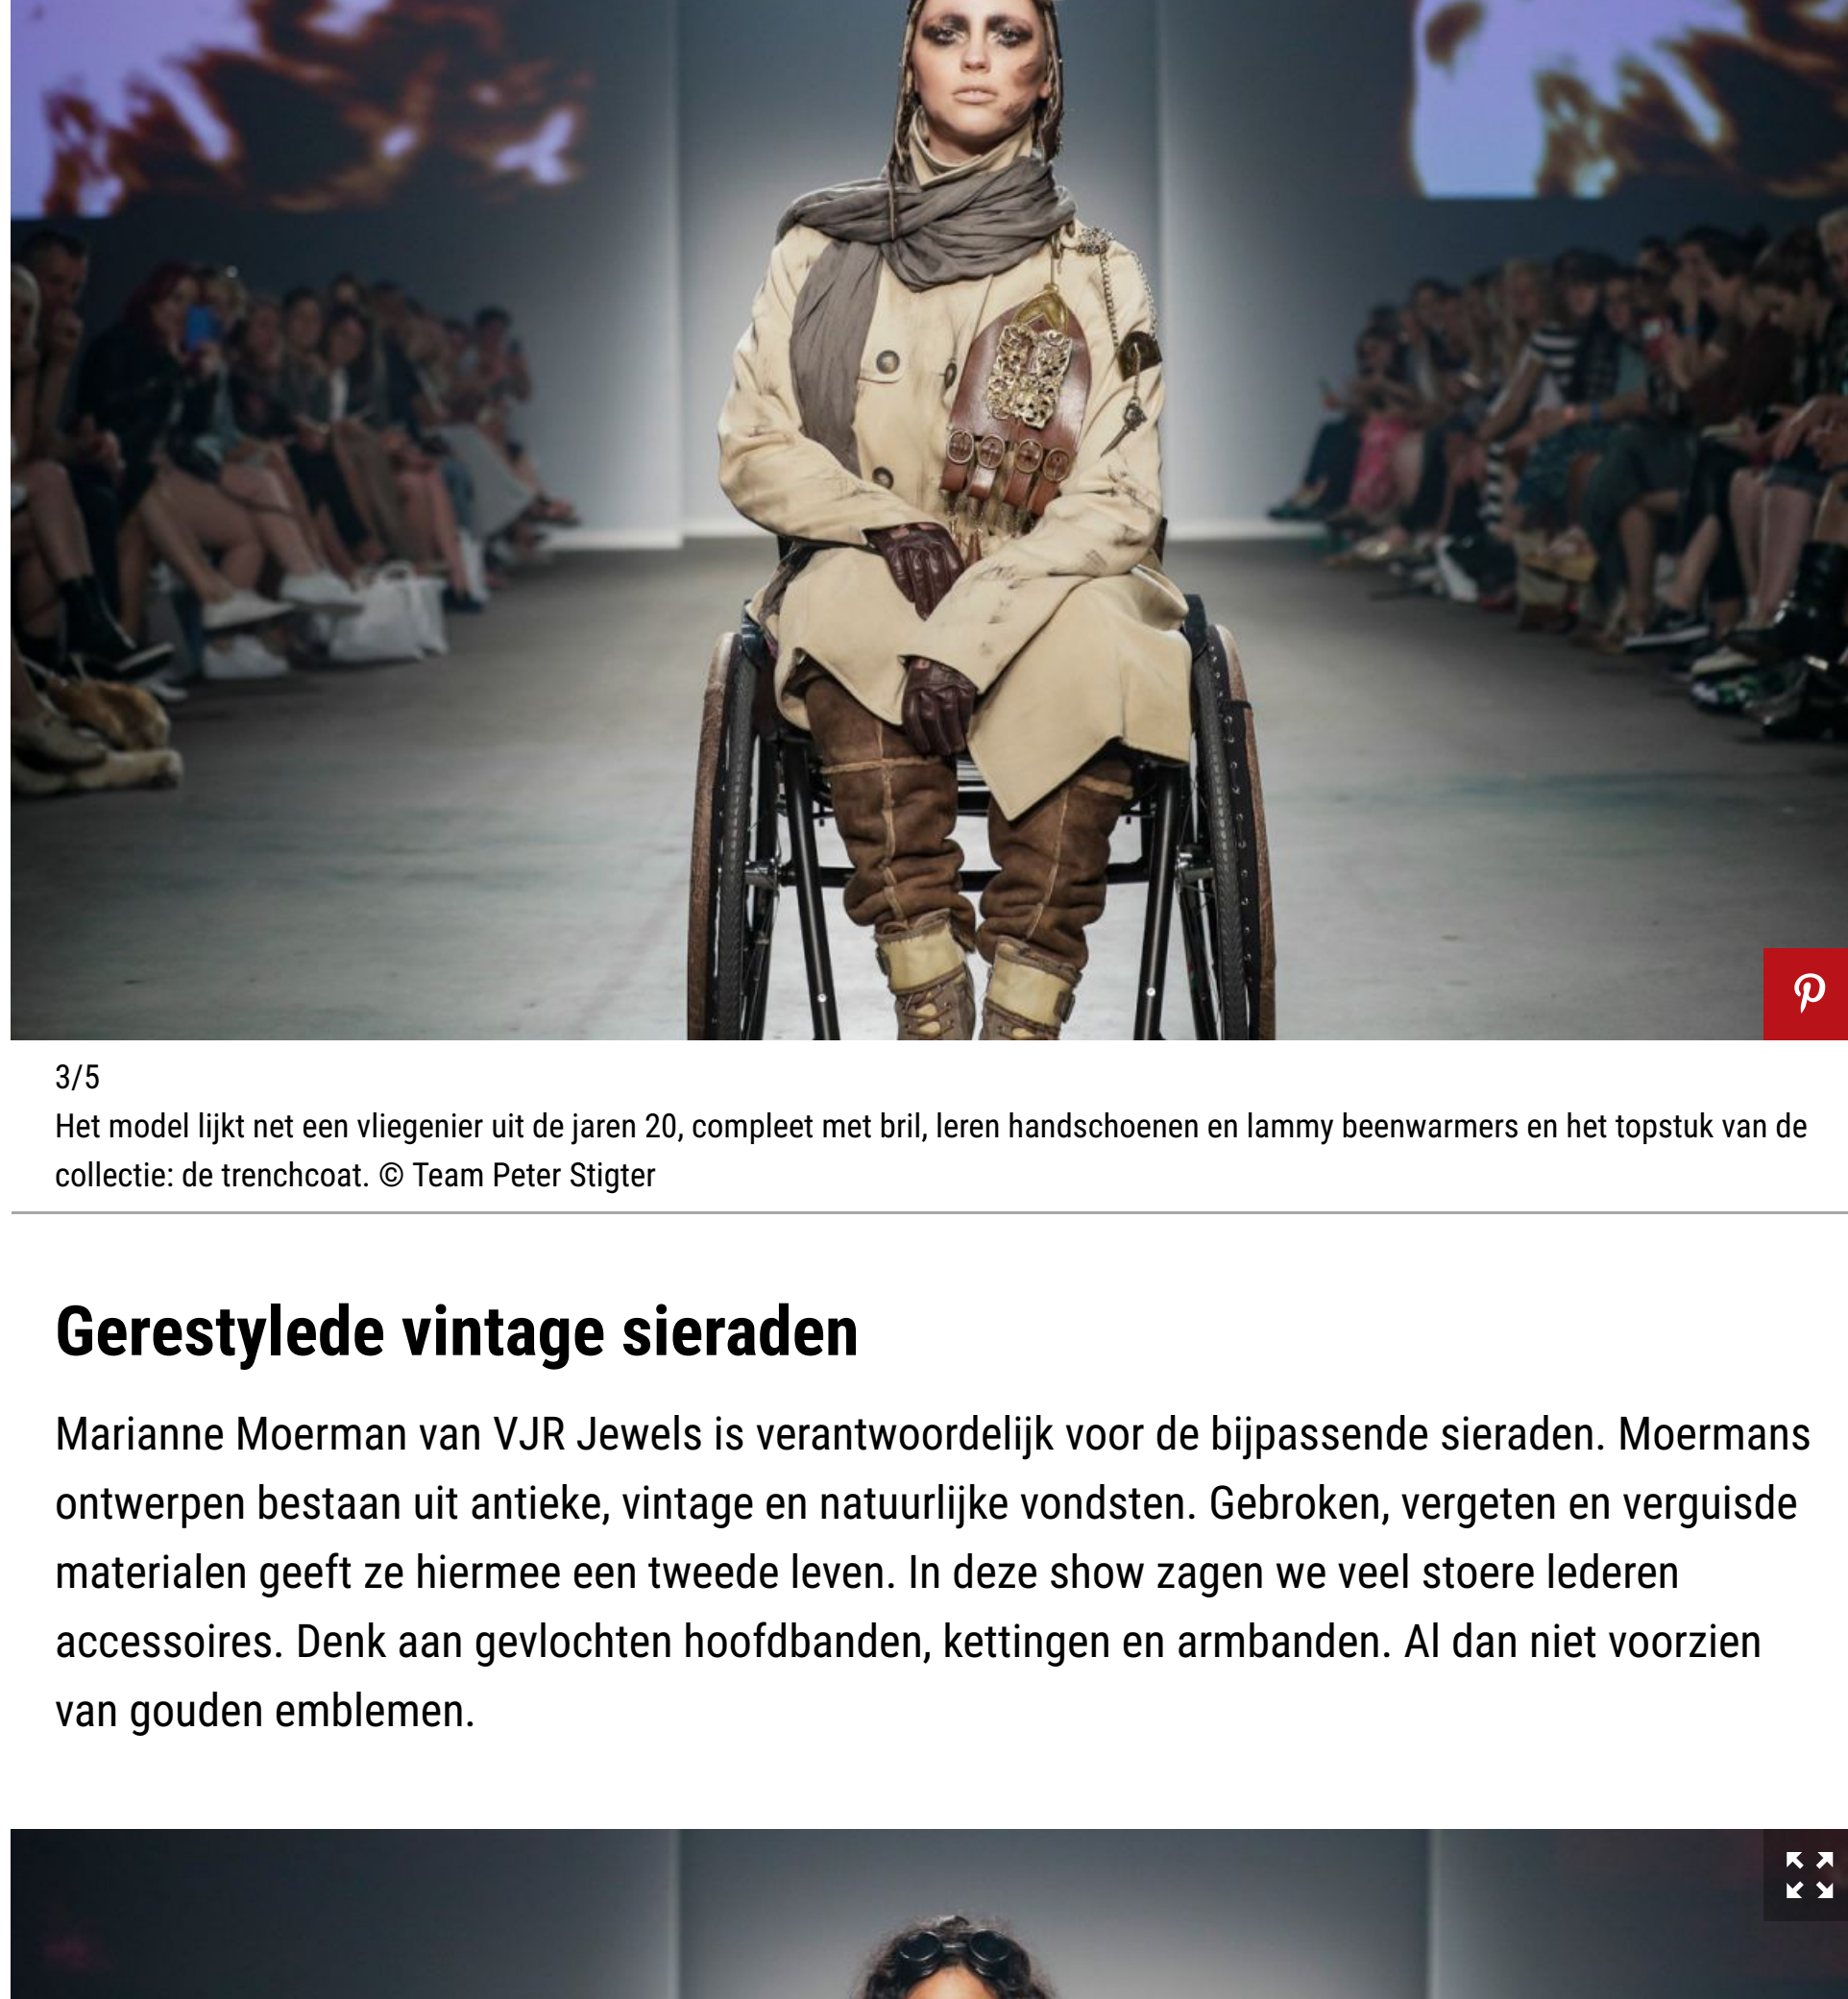 3/5
Het model lijkt net een vliegenier uit de jaren 20, compleet met bril, leren handschoenen en lammy beenwarmers en het topstuk van de
collectie: de trenchcoat. © Team Peter Stigter
Gerestylede vintage sieraden
Marianne Moerman van VJR Jewels is verantwoordelijk voor de bijpassende sieraden. Moermans
ontwerpen bestaan uit antieke, vintage en natuurlijke vondsten. Gebroken, vergeten en verguisde
materialen geeft ze hiermee een tweede leven. In deze show zagen we veel stoere lederen
accessoires. Denk aan gevlochten hoofdbanden, kettingen en armbanden. Al dan niet voorzien
van gouden emblemen.